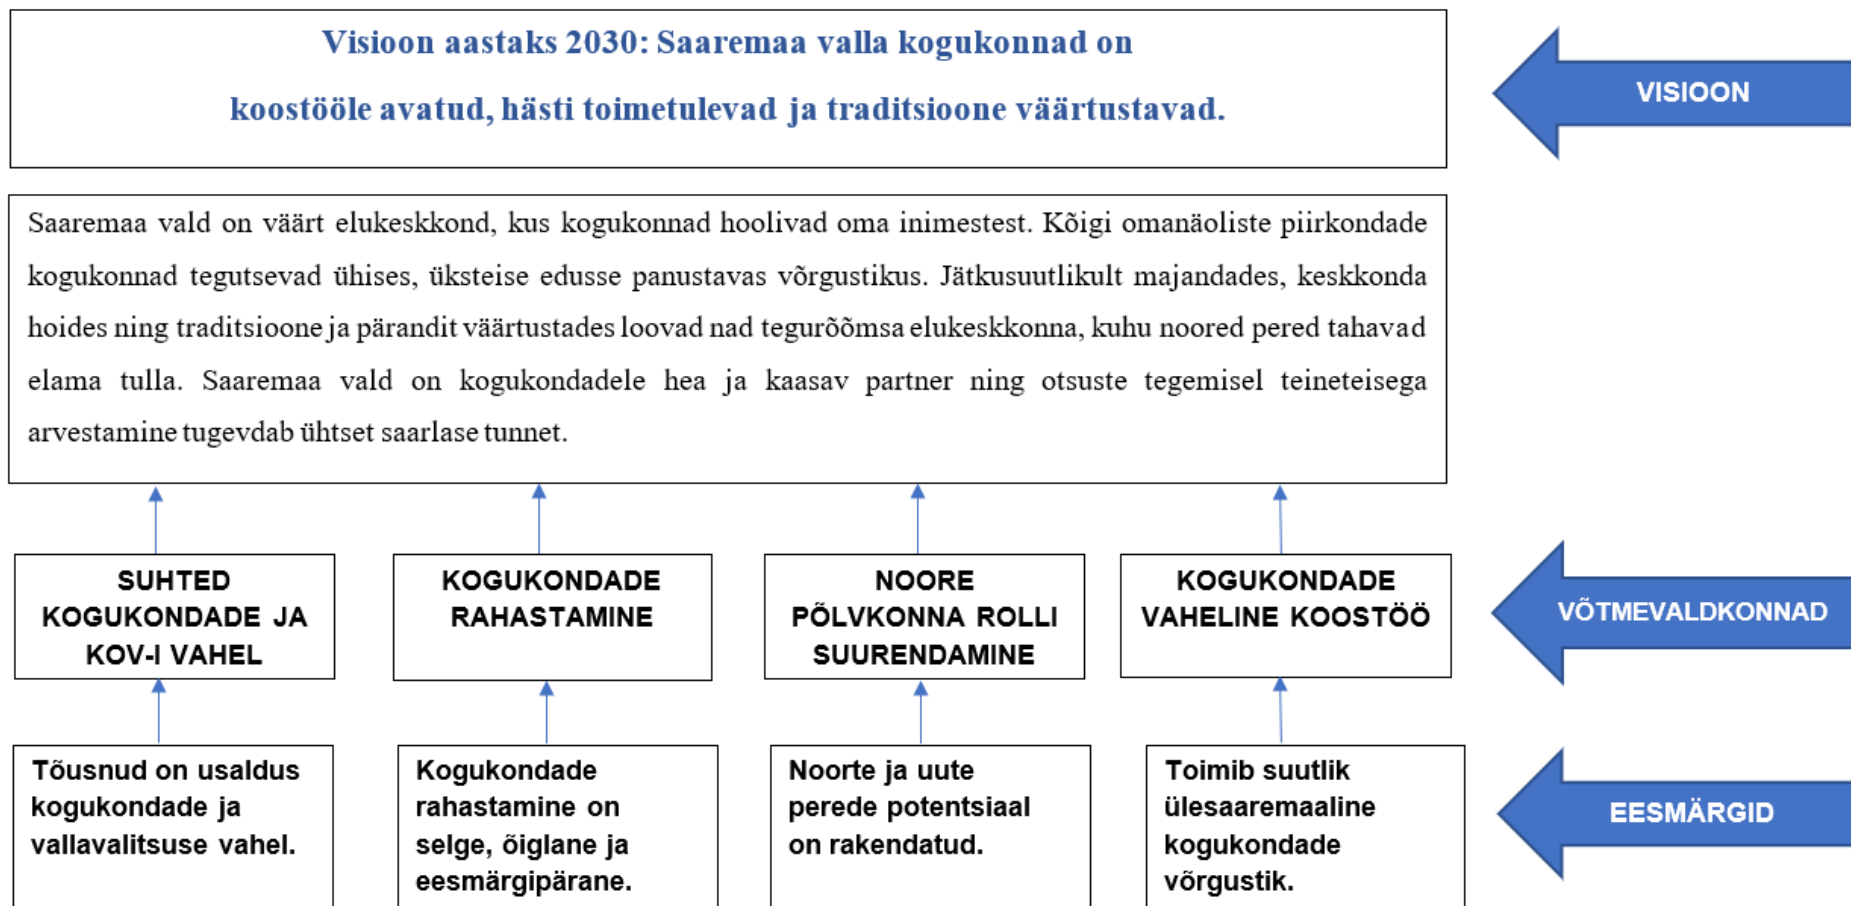 Visioon aastaks 2030: Saaremaa valla kogukonnad on
koostööle avatud, hästi toimetulevad ja traditsioone väärtustavad.
VISIOON
Saaremaa vald on väärt elukeskkond, kus kogukonnad hoolivad oma inimestest. Kõigi omanäoliste piirkondade
kogukonnad tegutsevad ühises, üksteise edusse panustavas võrgustikus. Jätkusuutlikult majandades, keskkonda
hoides ning traditsioone ja pärandit väärtustades loovad nad tegurõõmsa elukeskkonna, kuhu noored pered tahavad
elama tulla. Saaremaa vald on kogukondadele hea ja kaasav partner ning otsuste tegemisel teineteisega
arvestamine tugevdab ühtset saarlase tunnet.
SUHTED
KOGUKONDADE JA
KOV-I VAHEL
KOGUKONDADE
RAHASTAMINE
NOORE
PÕLVKONNA ROLLI
SUURENDAMINE
KOGUKONDADE
VAHELINE KOOSTÖÖ
VÕTMEVALDKONNAD
Tõusnud on usaldus
kogukondade ja
vallavalitsuse vahel.
Kogukondade
rahastamine on
selge, õiglane ja
eesmärgipärane.
Noorte ja uute
perede potentsiaal
on rakendatud.
Toimib suutlik
ülesaaremaaline
kogukondade
võrgustik.
EESMÄRGID